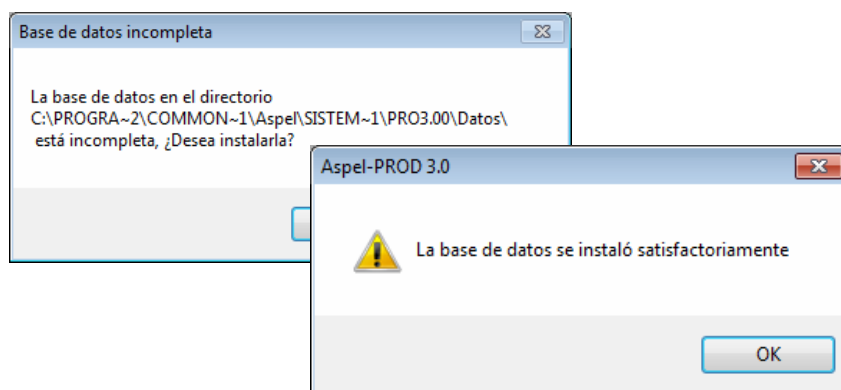 Base de datos incompleta
La base de datos en el directorio
C:\PROGRA~2\COMMON~1\Aspel\SISTEM~1\PRO3.00\Datos\
está incompleta, ¿Desea instalarla?
Aspel-PROD 3.0
La base de datos se instaló satisfactoriamente
OK